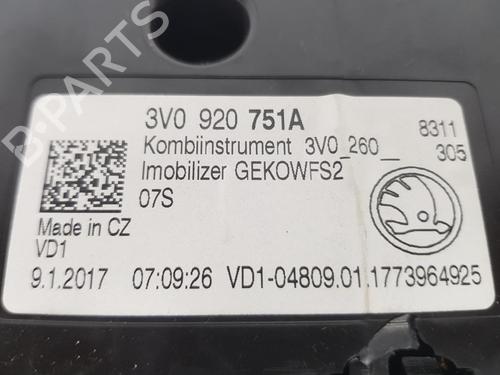 3V0 920 751A
Kombiinstrument 3V0_260_
8311
Imobilizer GEKOWFS2
305
07S
Made in CZ
VD1
9.1.2017 07:09:26 VD1-04809.01.1773964925
B-Parts